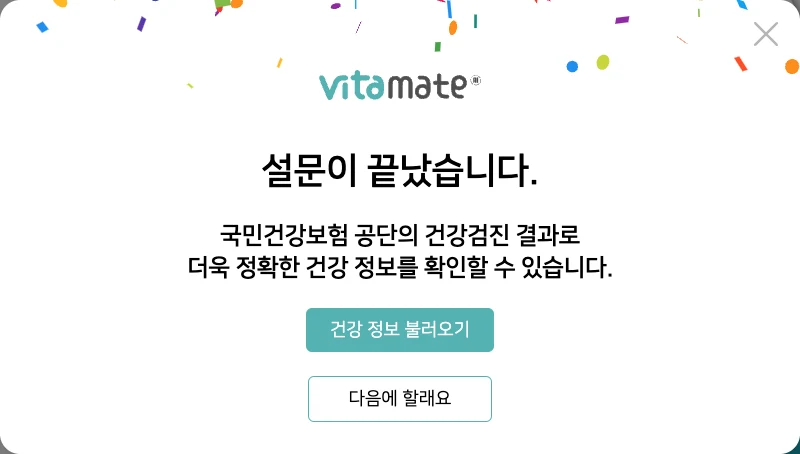 vitamate
설문이 끝났습니다.
국민건강보험 공단의 건강검진 결과로
더욱 정확한 건강 정보를 확인할 수 있습니다.
건강 정보 불러오기
다음에 할래요